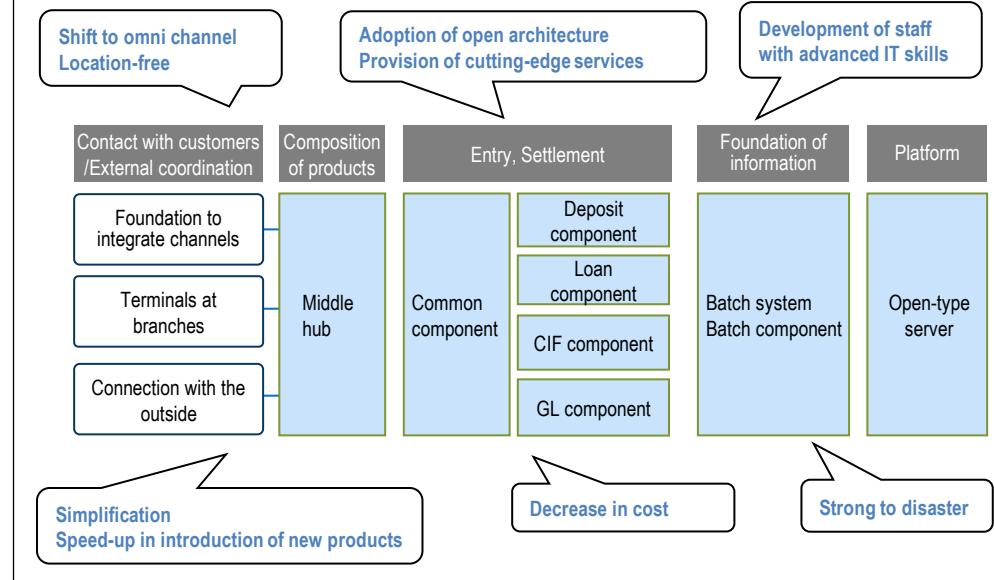 Shift to omni channel
Location-free
Adoption of open architecture
Provision of cutting-edge services
Development of staff
with advanced IT skills
Contact with customers
/External coordination
Composition
of products
Entry, Settlement
Foundation of
information
Platform
Foundation to
integrate channels
Terminals at
branches
Connection with the
outside
Middle
hub
Common
component
Deposit
component
Loan
component
CIF component
GL component
Batch system
Batch component
Open-type
server
Simplification
Speed-up in introduction of new products
Decrease in cost
Strong to disaster